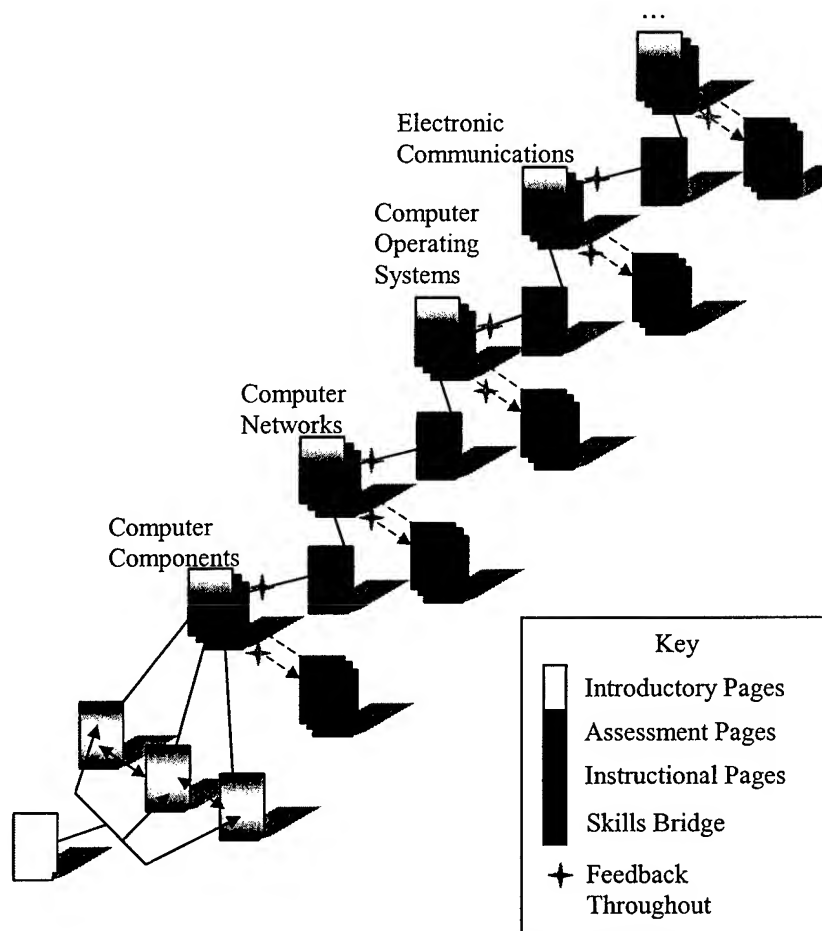 ...
Electronic
Communications
Computer
Operating
Systems
Computer
Networks
Computer
Components
Key
Introductory Pages
Assessment Pages
Instructional Pages
Skills Bridge
Feedback
Throughout